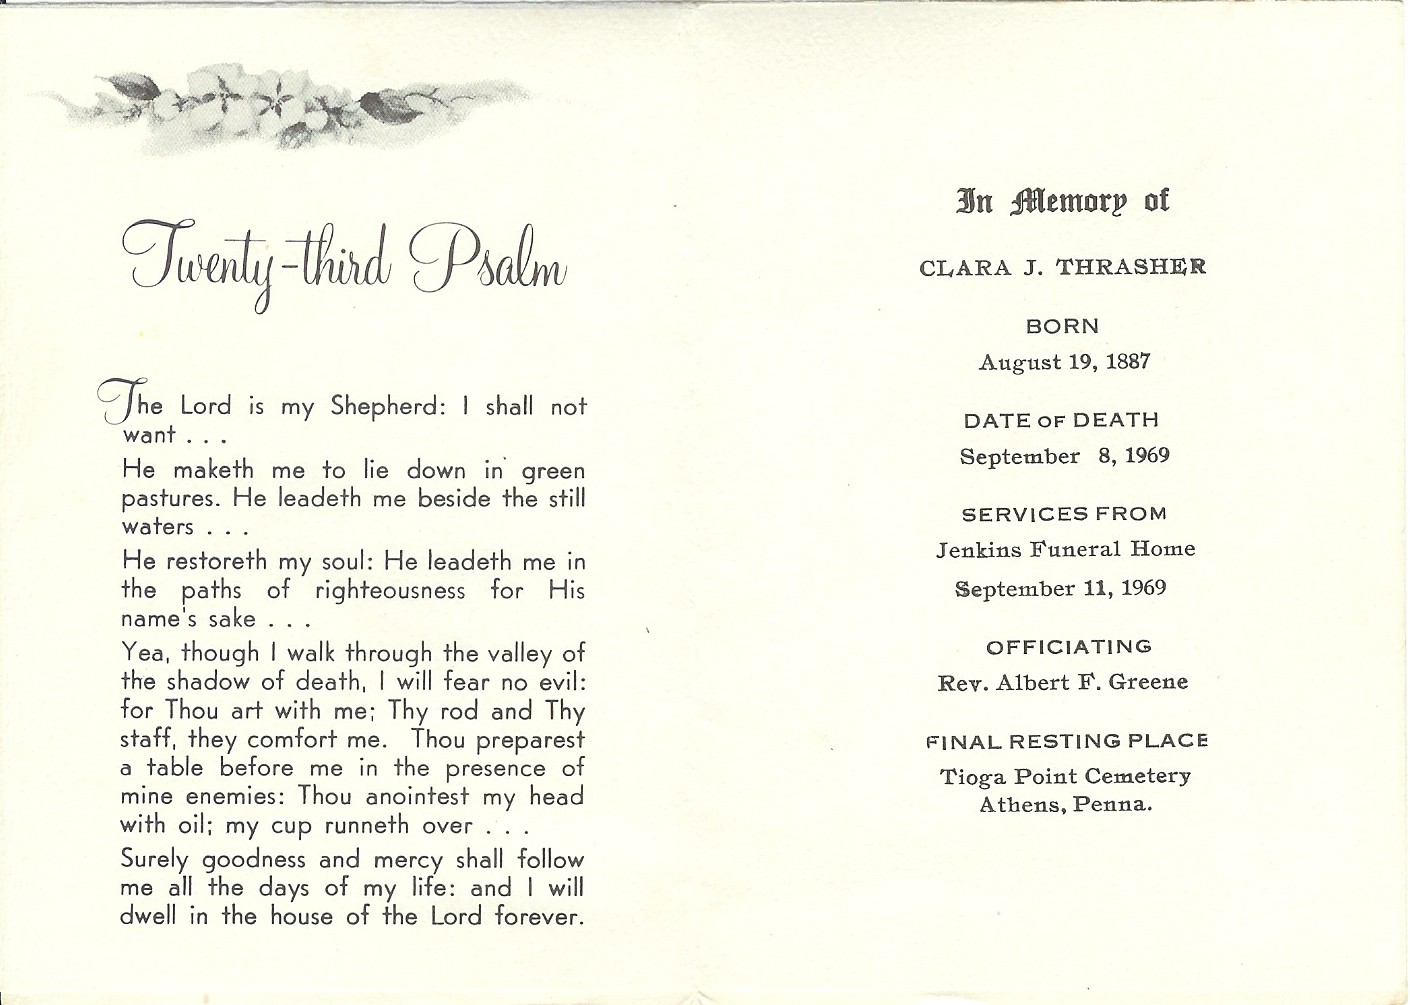 Twenty-third Psalm
The Lord is my Shepherd: I shall not
want . . .
He maketh me to lie down in green
pastures. He leadeth me beside the still
waters . . .
He restoreth my soul: He leadeth me in
the paths of righteousness for His
name's sake . . .
Yea, though I walk through the valley of
the shadow of death, I will fear no evil:
for Thou art with me; Thy rod and Thy
staff, they comfort me. Thou preparest
a table before me in the presence of
mine enemies: Thou anointest my head
with oil; my cup runneth over . . .
Surely goodness and mercy shall follow
me all the days of my life: and I will
dwell in the house of the Lord forever.
In Memory of
CLARA J. THRASHER
BORN
August 19, 1887
DATE OF DEATH
September 8, 1969
SERVICES FROM
Jenkins Funeral Home
September 11, 1969
OFFICIATING
Rev. Albert F. Greene
FINAL RESTING PLACE
Tioga Point Cemetery
Athens, Penna.